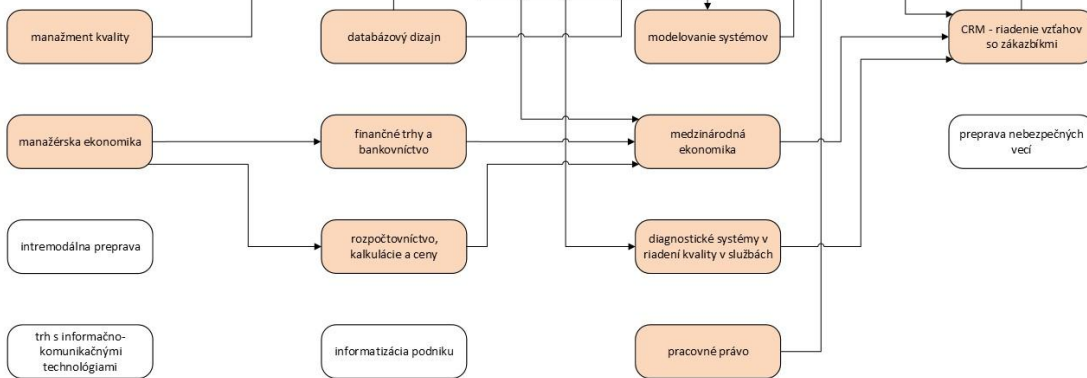 manažment kvality
databázový dizajn
modelovanie systémov
CRM - riadenie vzťahov
so zákazbíkmi
manažérska ekonomika
finančné trhy a
bankovníctvo
medzinárodná
ekonomika
preprava nebezpečných
vecí
intremodálna preprava
rozpočtovníctvo,
kalkulácie a ceny
diagnostické systémy v
riadení kvality v službách
trh s informačno-
komunikačnými
technológiami
informatizácia podniku
pracovné právo